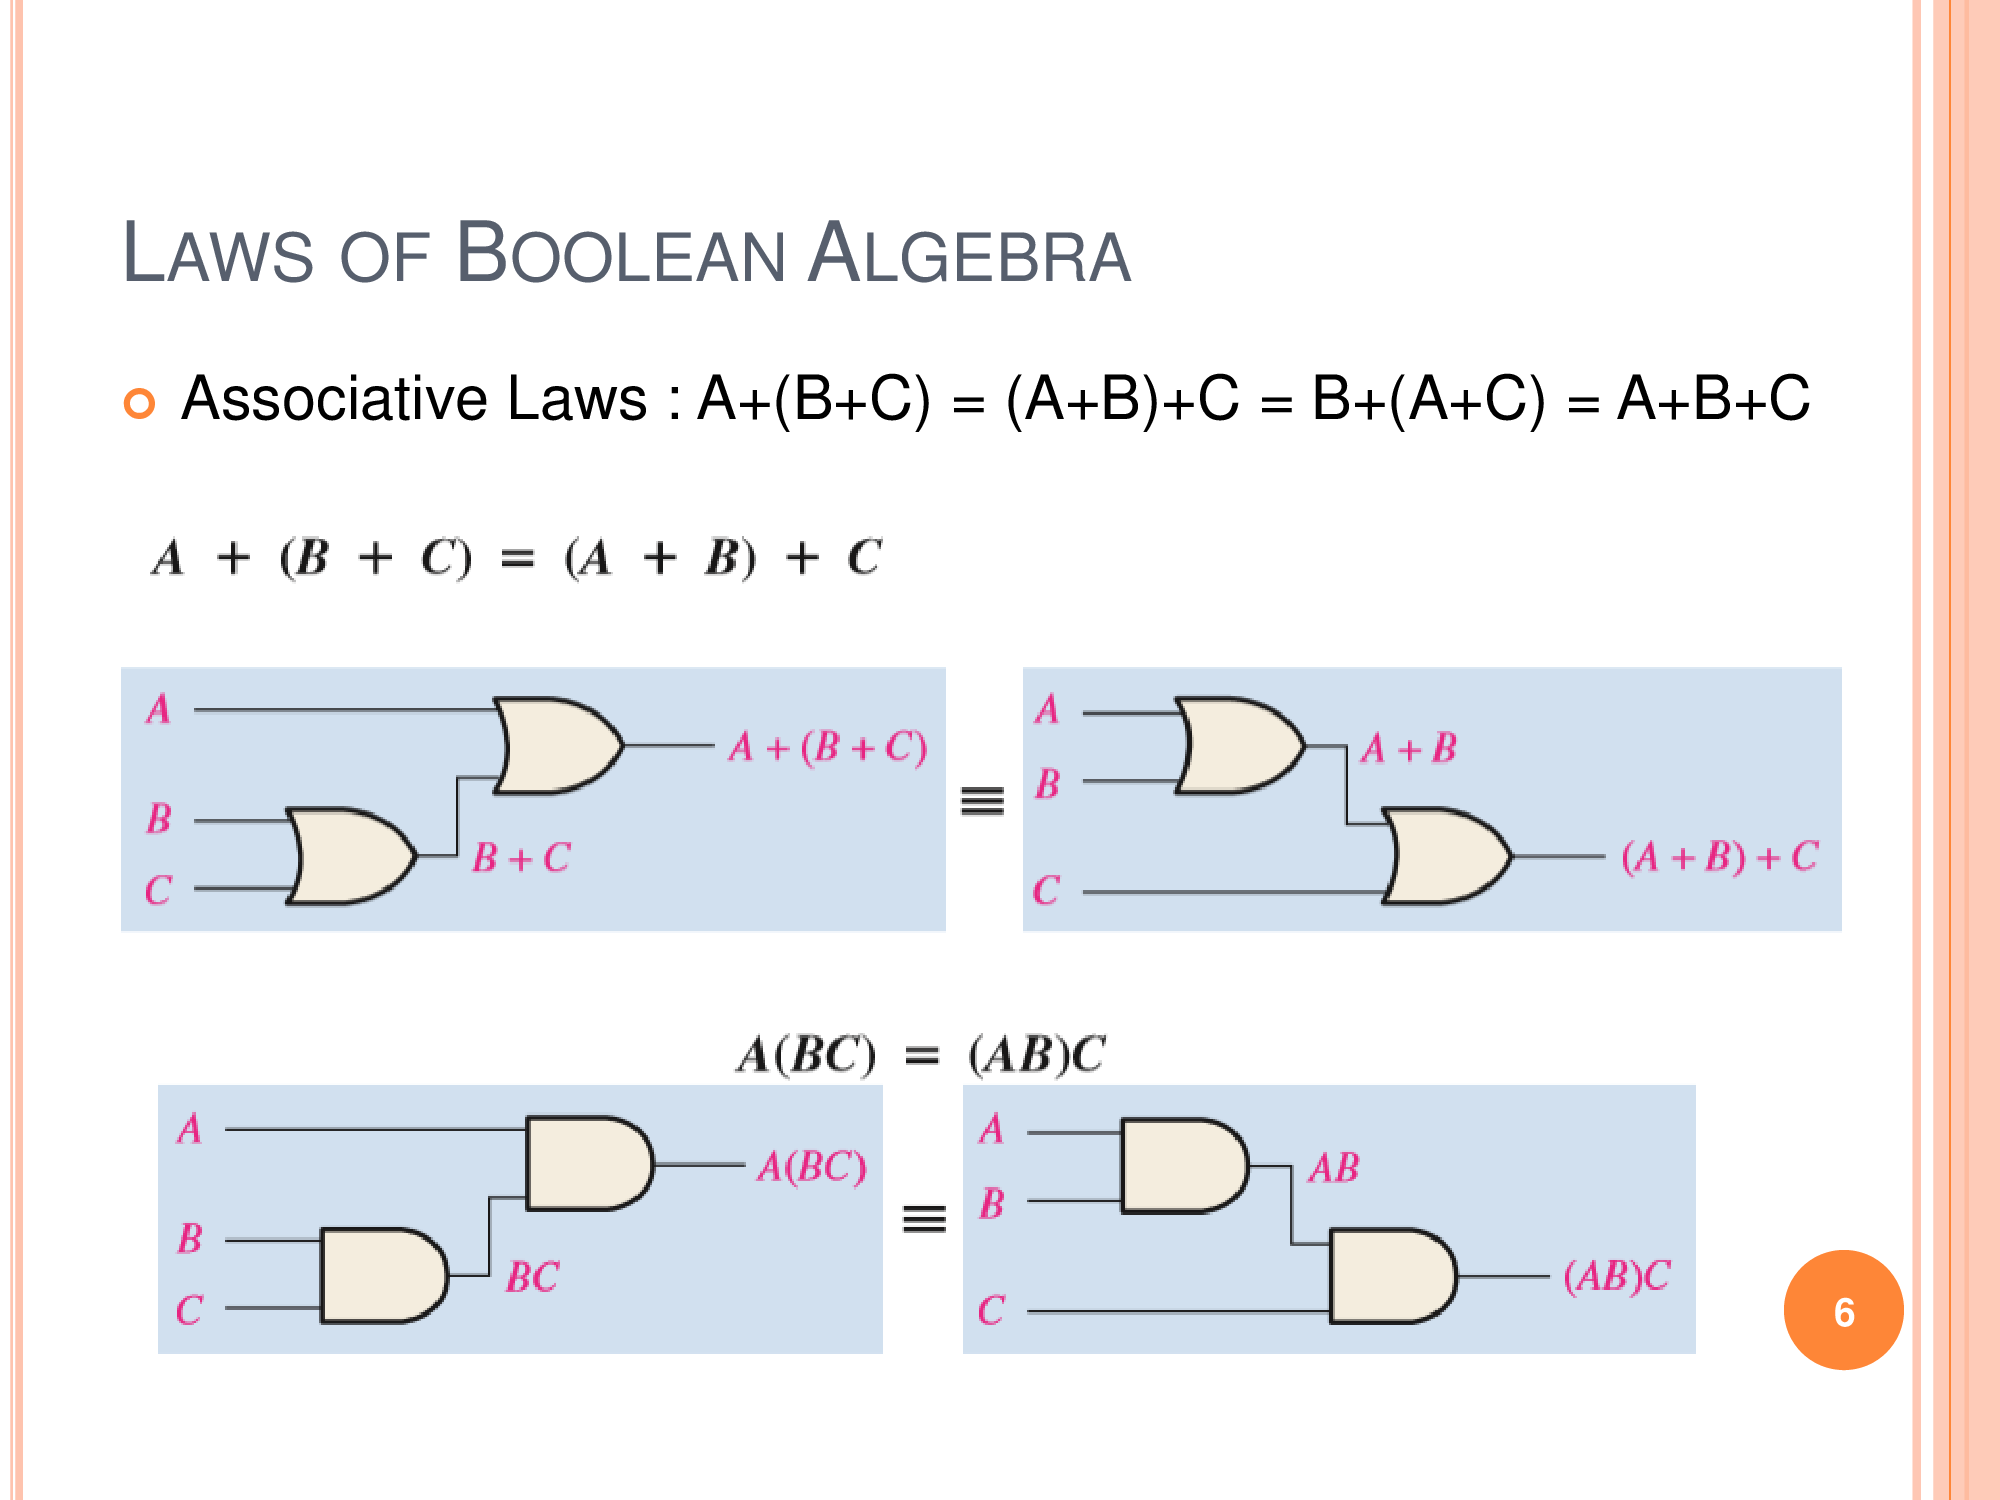 LAWS OF BOOLEAN ALGEBRA
Associative Laws : A+(B+C) = (A+B)+C = B+(A+C) = A+B+C
A + (B + C) = (A + B) + C
A
B
C
B + C
A + (B + C)
≡
A
B
C
A + B
(A + B) + C
A(BC) = (AB)C
A
B
C
BC
A(BC)
≡
A
B
C
AB
(AB)C
6